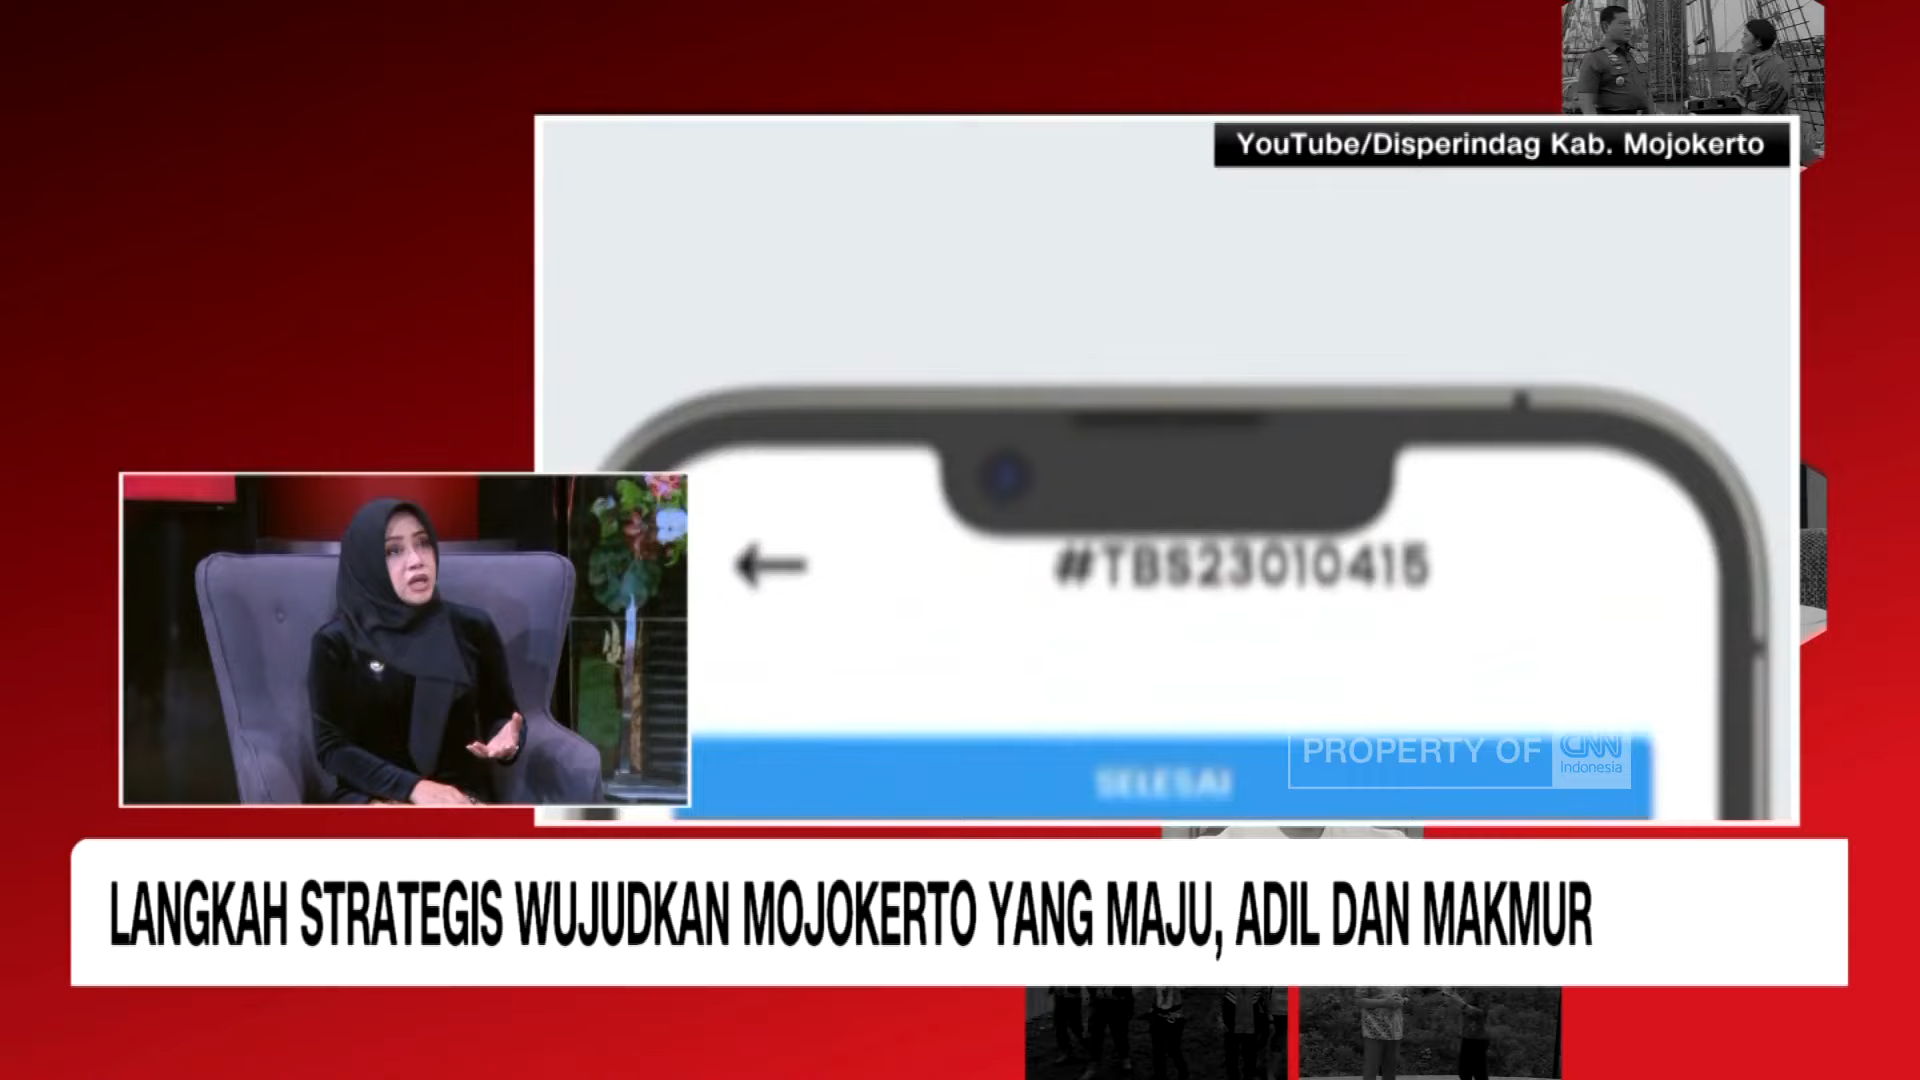 YouTube/Disperindag Kab. Mojokerto
#TBS23010415
SELESAI
PROPERTY OF CNN Indonesia
LANGKAH STRATEGIS WUJUDKAN MOJOKERTO YANG MAJU, ADIL DAN MAKMUR